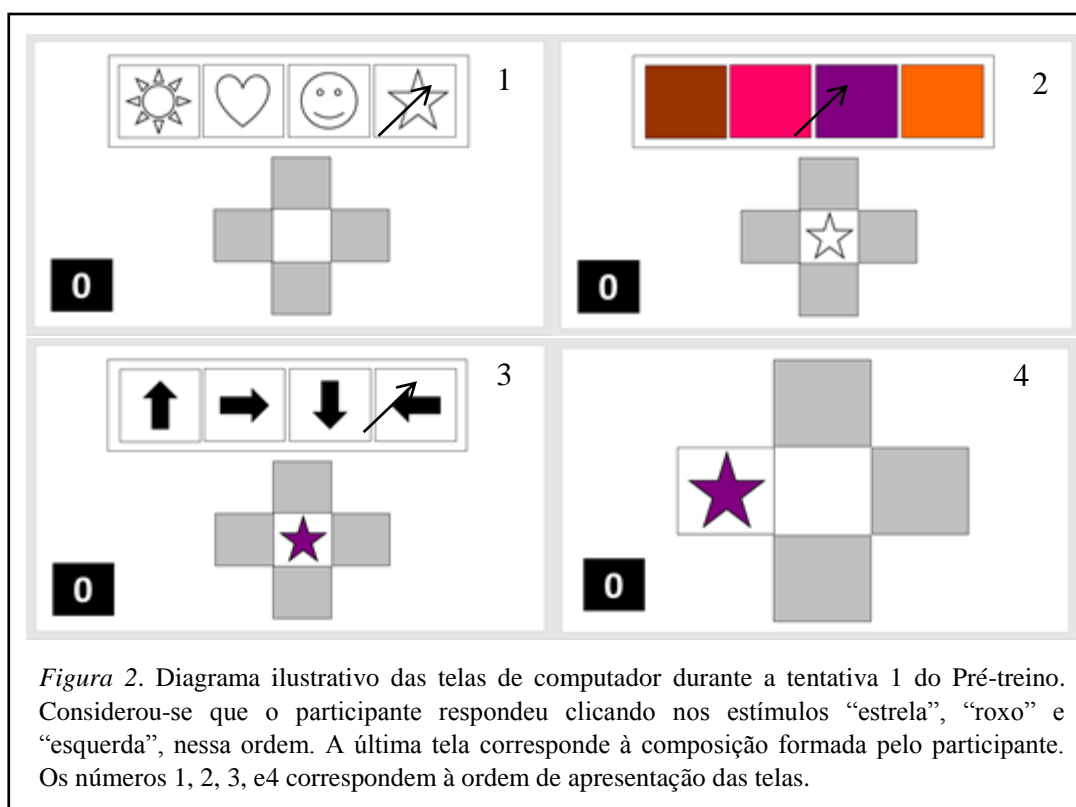 1
0
2
0
3
0
4
0
Figura 2. Diagrama ilustrativo das telas de computador durante a tentativa 1 do Pré-treino.
Considerou-se que o participante respondeu clicando nos estímulos “estrela”, “roxo” e
“esquerda”, nessa ordem. A última tela corresponde à composição formada pelo participante.
Os números 1, 2, 3, e4 correspondem à ordem de apresentação das telas.